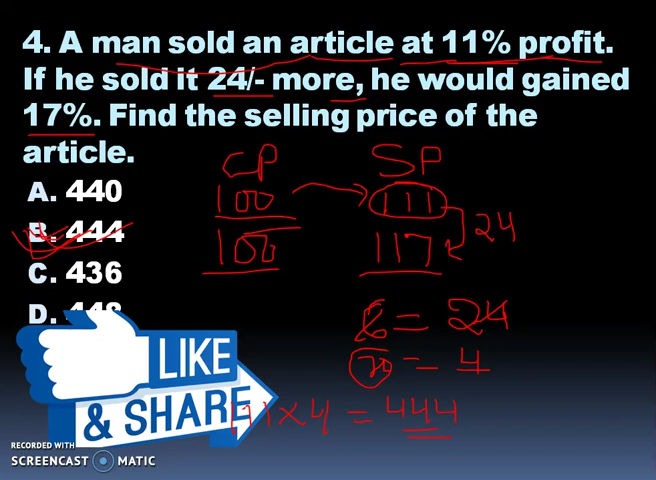 4. A man sold an article at 11% profit.
If he sold it 24/- more, he would gained
17%. Find the selling price of the
article.
CP SP
A. 440 100 111
B. 444 100 117 24
C. 436
D. 448
= 24
= 4
LIKE
& SHARE
111 × 4 = 444
RECORDED WITH
SCREENCAST MATIC